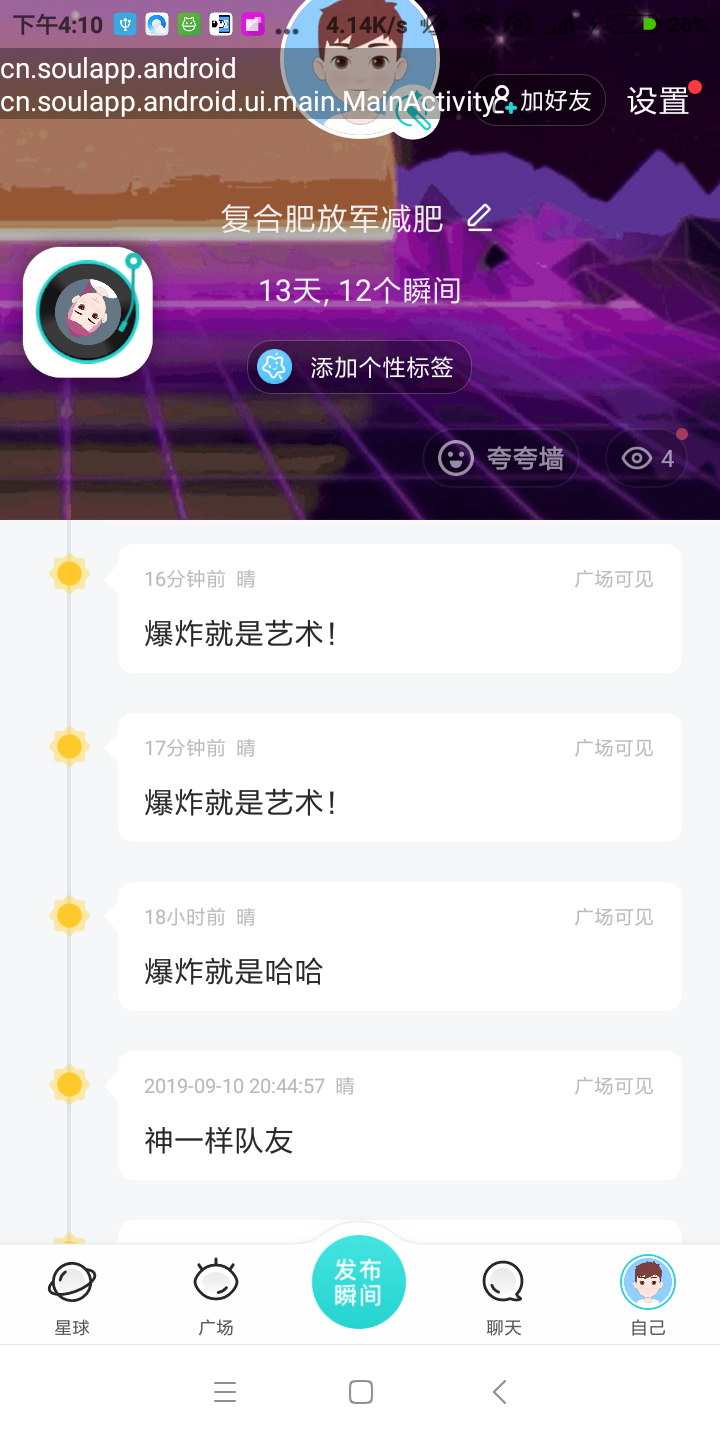 下午4:10
...
4.14K/s
26%
cn.soulapp.android
cn.soulapp.android.ui.main.MainActivity
加好友
设置
复合肥放军减肥
13天, 12个瞬间
添加个性标签
夸夸墙
4
16分钟前 晴 广场可见
爆炸就是艺术!
17分钟前 晴 广场可见
爆炸就是艺术!
18小时前 晴 广场可见
爆炸就是哈哈
2019-09-10 20:44:57 晴 广场可见
神一样队友
发布
瞬间
星球
广场
聊天
自己